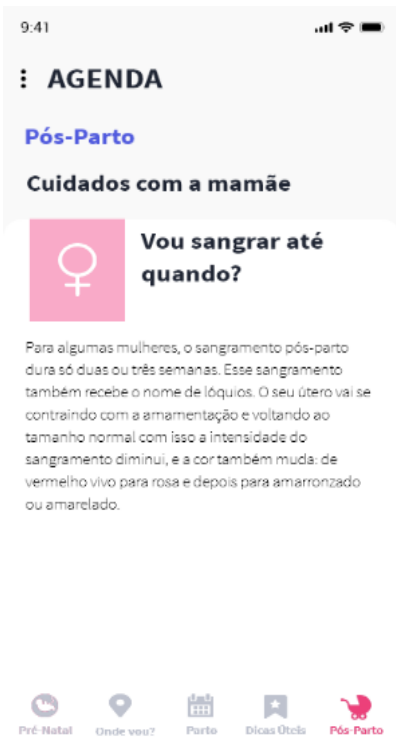 9:41
AGENDA
Pós-Parto
Cuidados com a mamãe
Vou sangrar até
quando?
Para algumas mulheres, o sangramento pós-parto
dura só duas ou três semanas. Esse sangramento
também recebe o nome de lóquios. O seu útero vai se
contraindo com a amamentação e voltando ao
tamanho normal com isso a intensidade do
sangramento diminui, e a cor também muda: de
vermelho vivo para rosa e depois para amarronzado
ou amarelado.
Pré-Natal Onde vou? Parto Dicas Úteis Pós-Parto